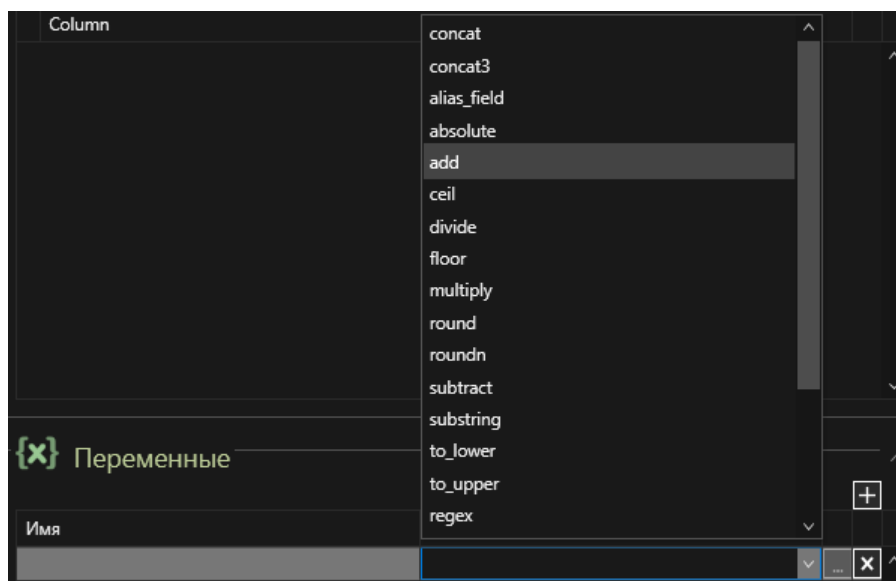 Column
concat
concat3
alias_field
absolute
add
ceil
divide
floor
multiply
round
roundn
subtract
substring
to_lower
to_upper
regex
{x} Переменные
Имя
...